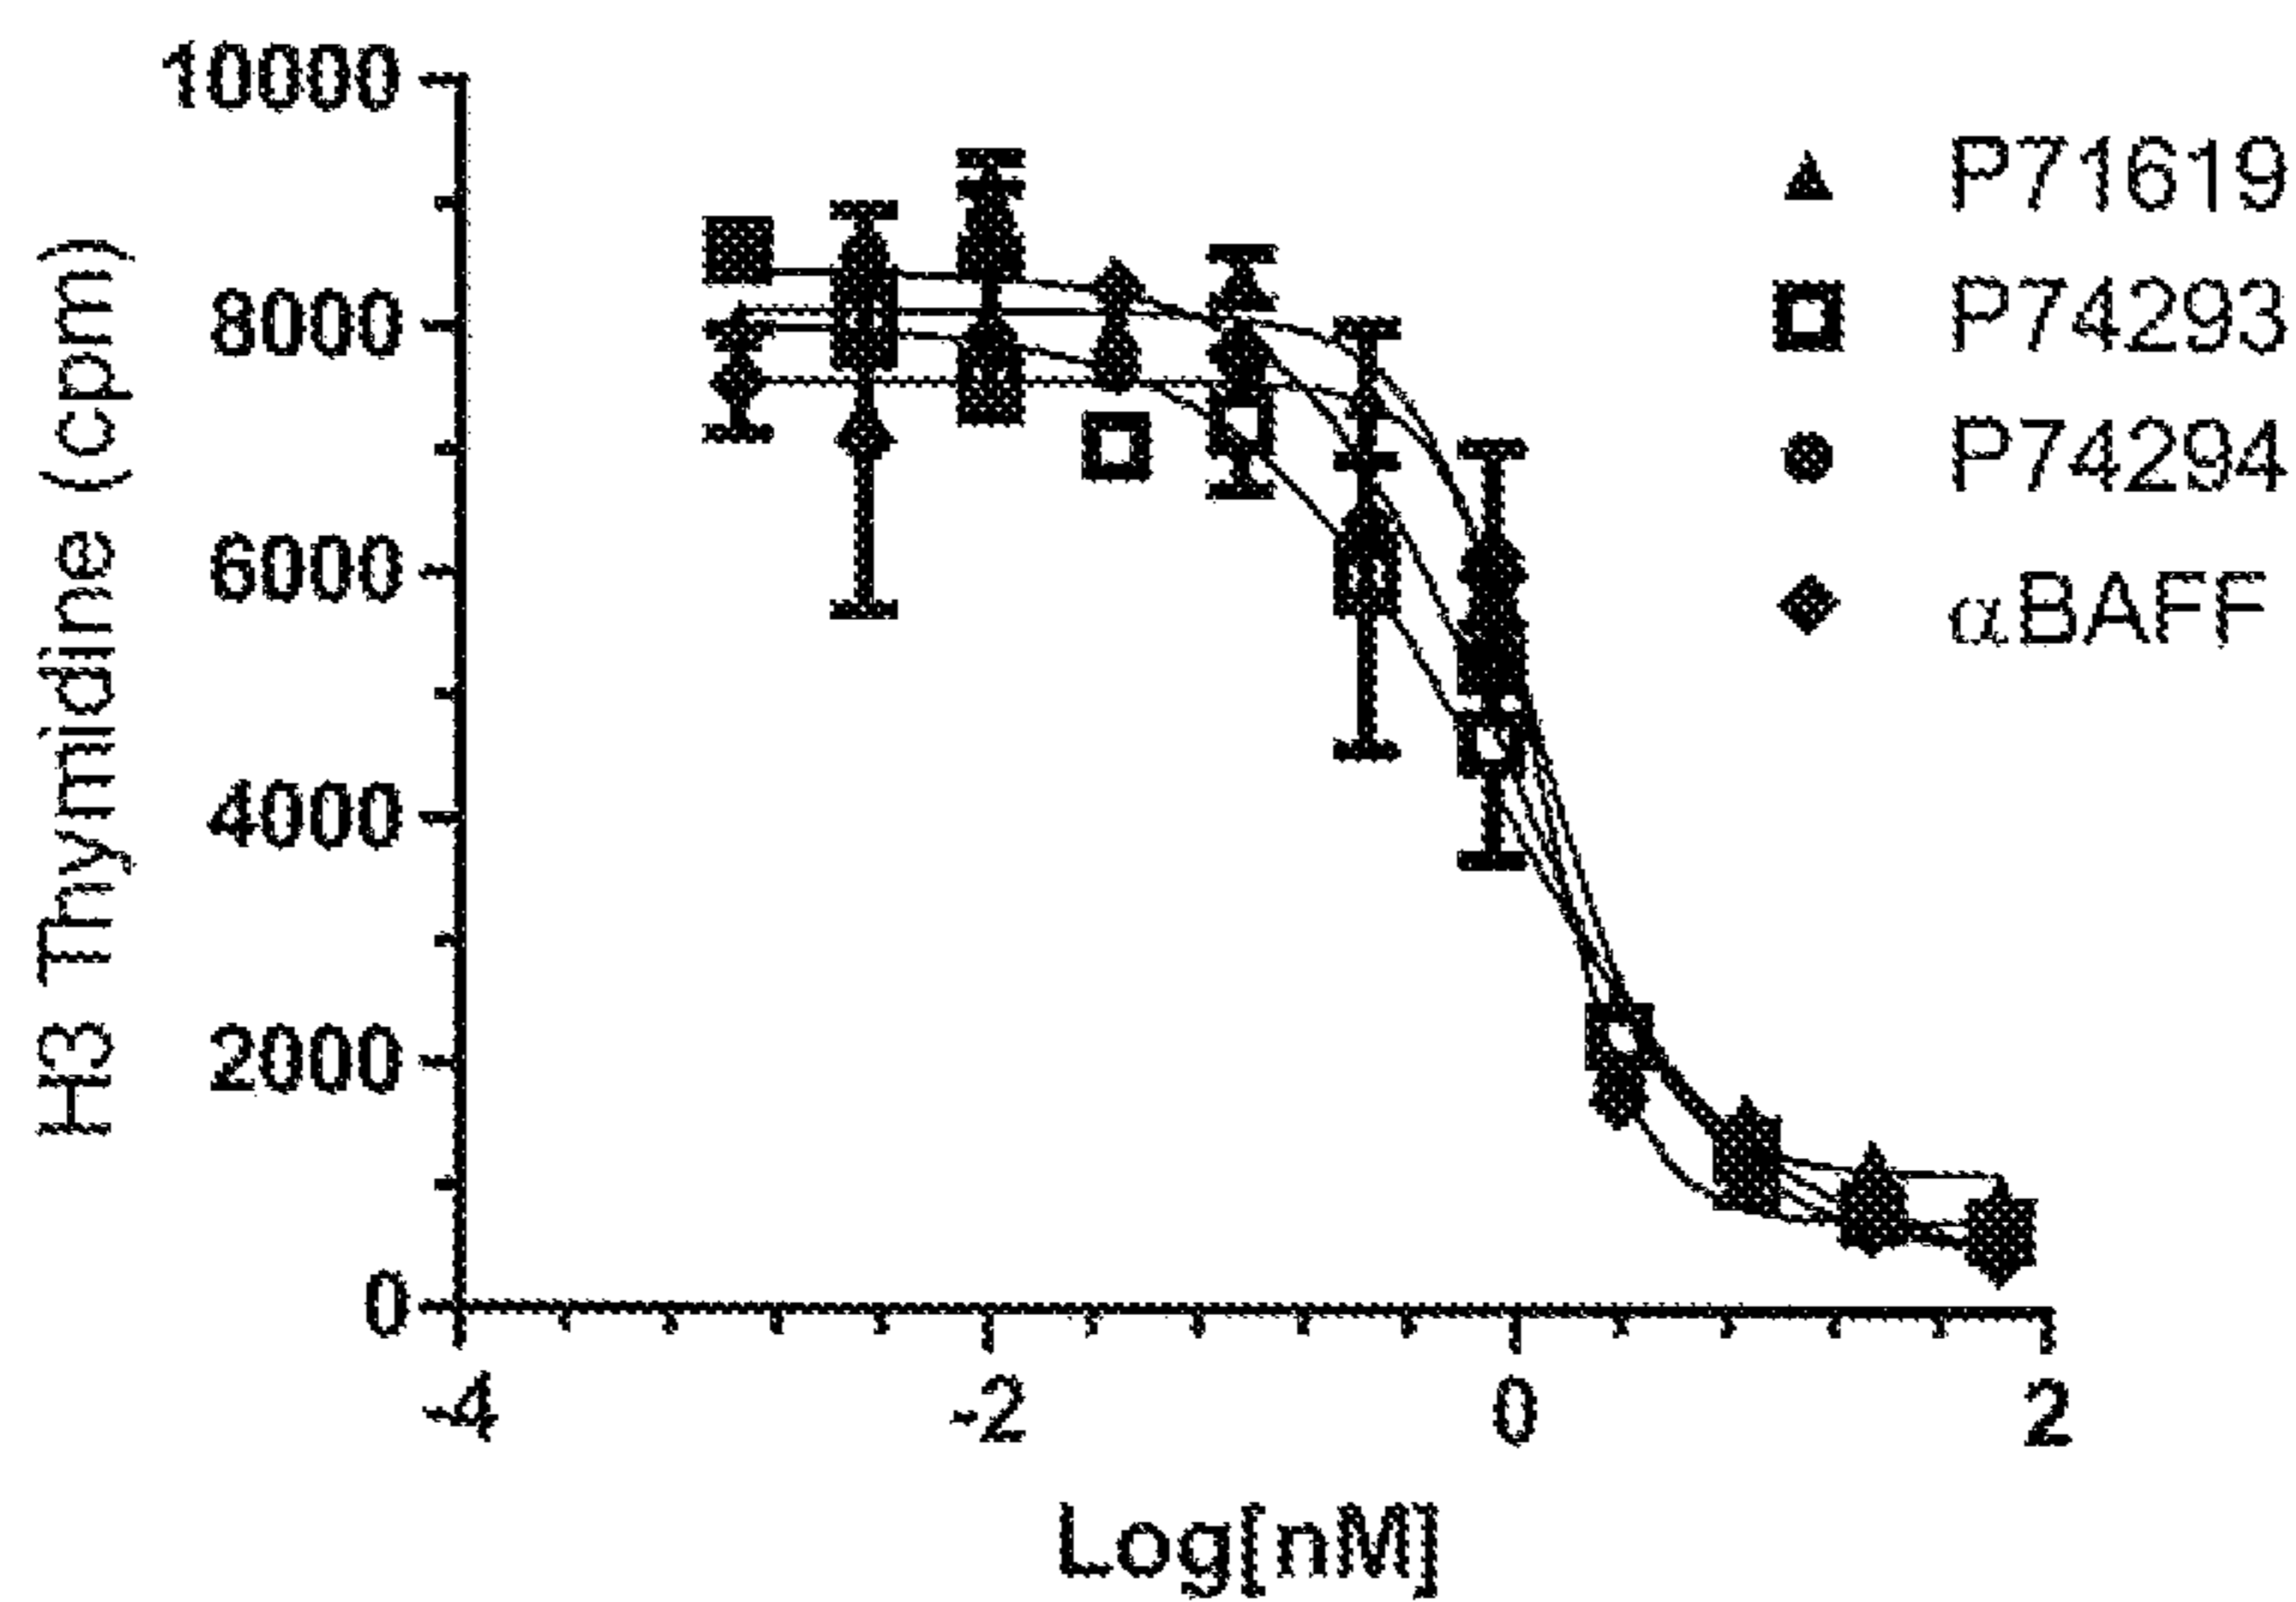 10000
8000
6000
4000
2000
0
H3 Thymidine (cpm)
P71619
P74293
P74294
αBAFF
-4
-2
0
2
Log[nM]